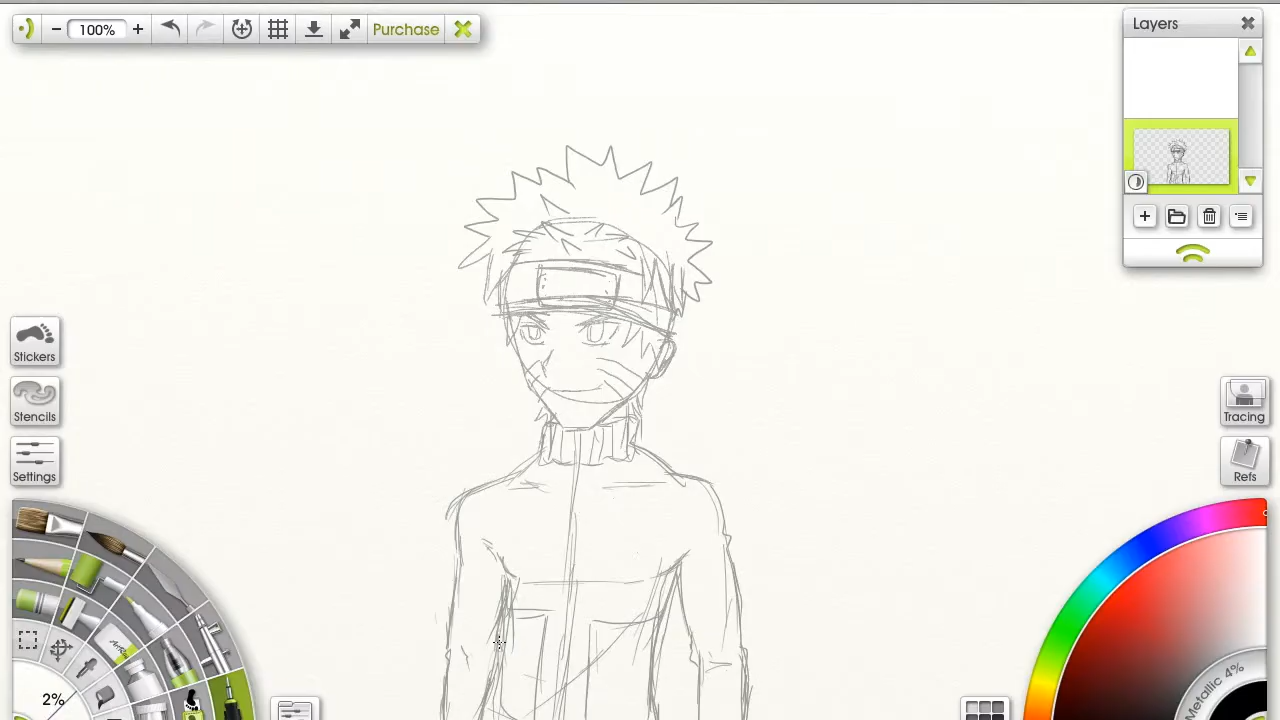 100%
Purchase
Layers
Stickers
Stencils
Settings
Tracing
Refs
2%
Metallic 4%